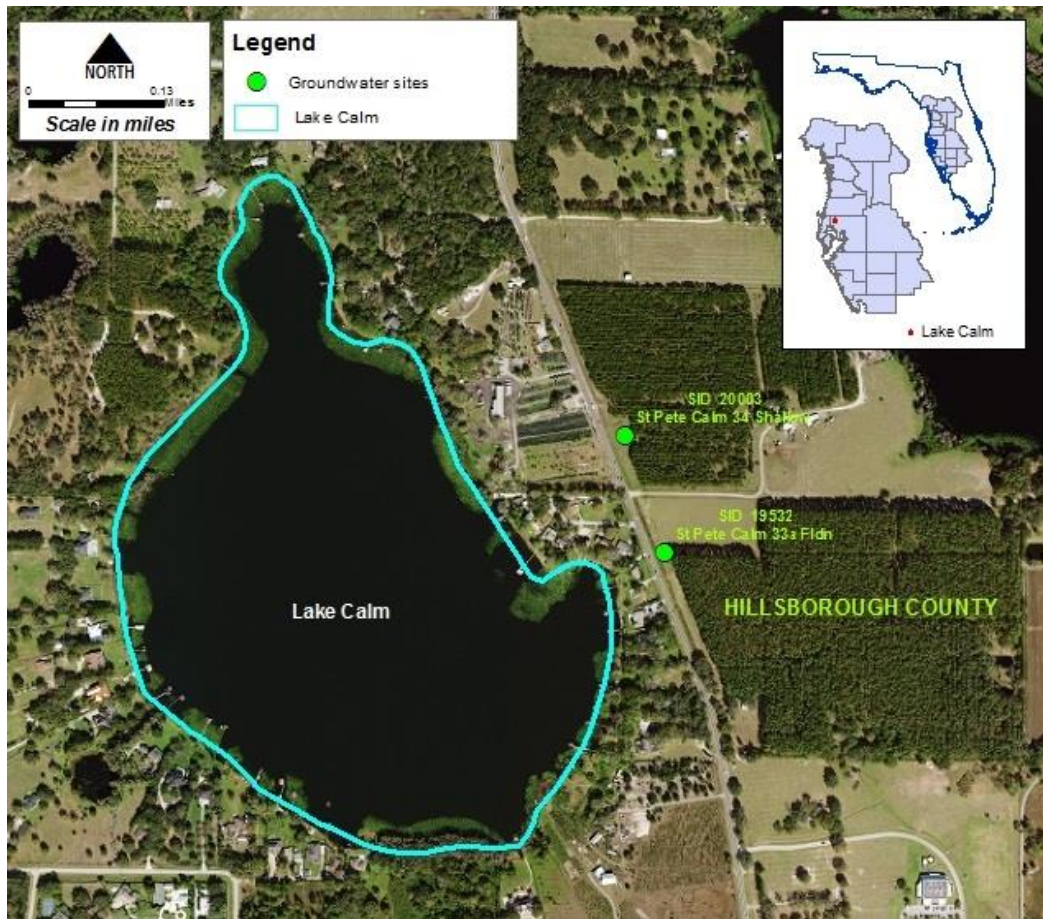 NORTH
0 0.13
Miles
Scale in miles
Legend
Groundwater sites
Lake Calm
Lake Calm
SID 20003
St Pete Calm 34 Shallow
SID 19532
St Pete Calm 33a Fldn
HILLSBOROUGH COUNTY
Lake Calm